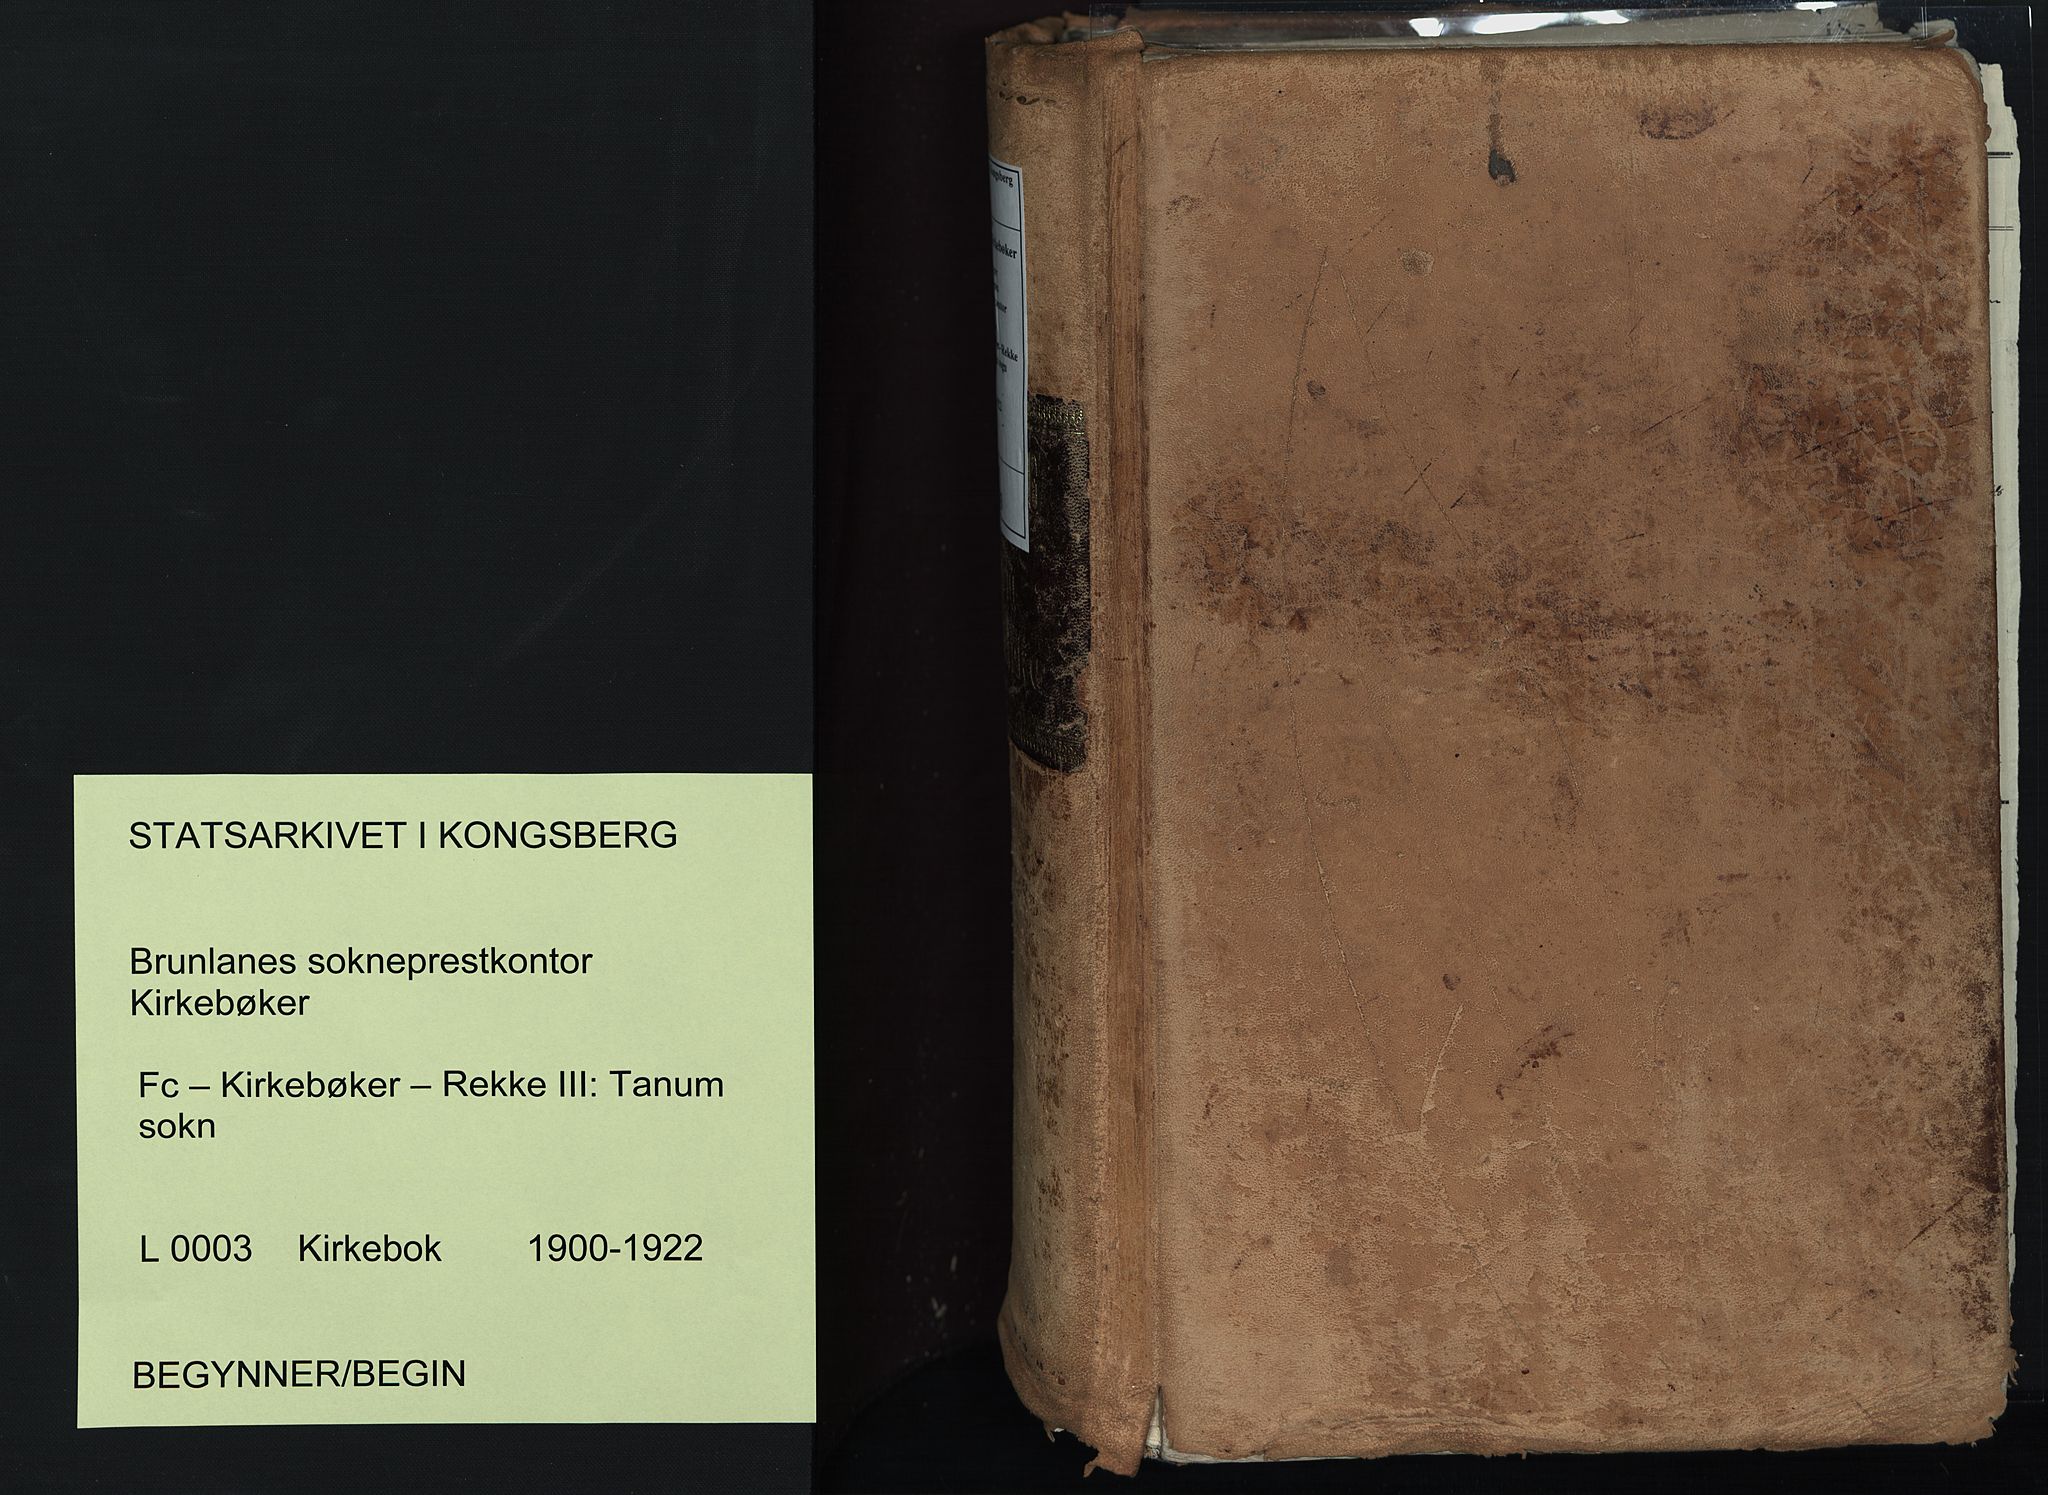 STATSARKIVET I KONGSBERG
Brunlanes sokneprestkontor
Kirkebøker
Fc – Kirkebøker – Rekke III: Tanum
sokn
L 0003 Kirkebok 1900-1922
BEGYNNER/BEGIN